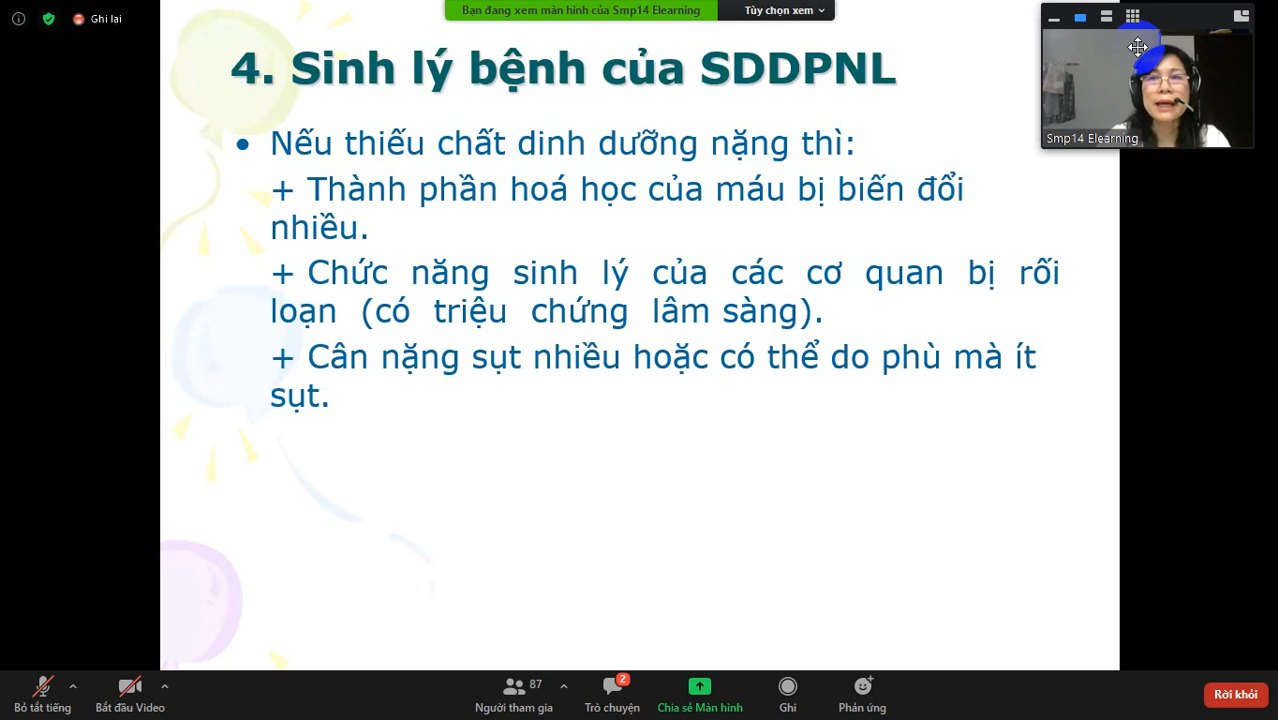 Ghi lại
Bạn đang xem màn hình của Smp14 Elearning
Tùy chọn xem
4. Sinh lý bệnh của SDDPNL
Smp14 Elearning
• Nếu thiếu chất dinh dưỡng nặng thì:
+ Thành phần hoá học của máu bị biến đổi
nhiều.
+ Chức năng sinh lý của các cơ quan bị rối
loạn (có triệu chứng lâm sàng).
+ Cân nặng sụt nhiều hoặc có thể do phù mà ít
sụt.
87
2
Bỏ tắt tiếng
Bắt đầu Video
Người tham gia
Trò chuyện
Chia sẻ Màn hình
Ghi
Phản ứng
Rời khỏi